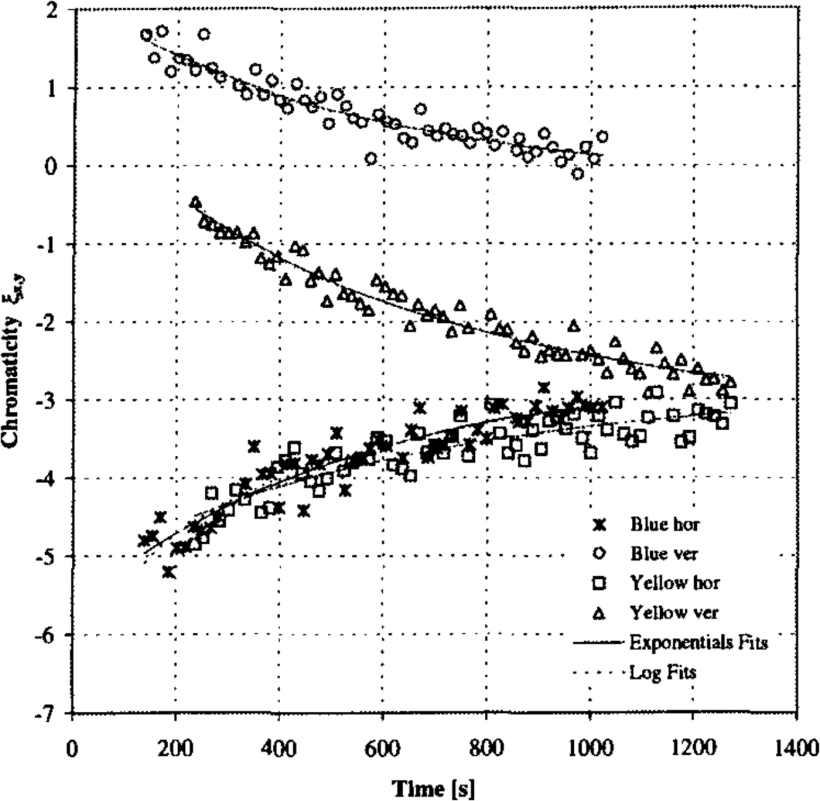 2
1
0
-1
-2
-3
-4
-5
-6
-7
Chromaticity ξx,y
Blue hor
Blue ver
Yellow hor
Yellow ver
Exponentials Fits
Log Fits
0 200 400 600 800 1000 1200 1400
Time [s]